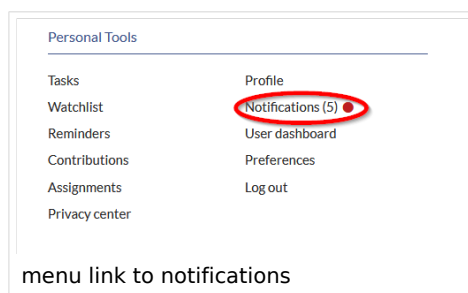 Personal Tools
Tasks
Profile
Watchlist
Notifications (5)
Reminders
User dashboard
Contributions
Preferences
Assignments
Log out
Privacy center
menu link to notifications